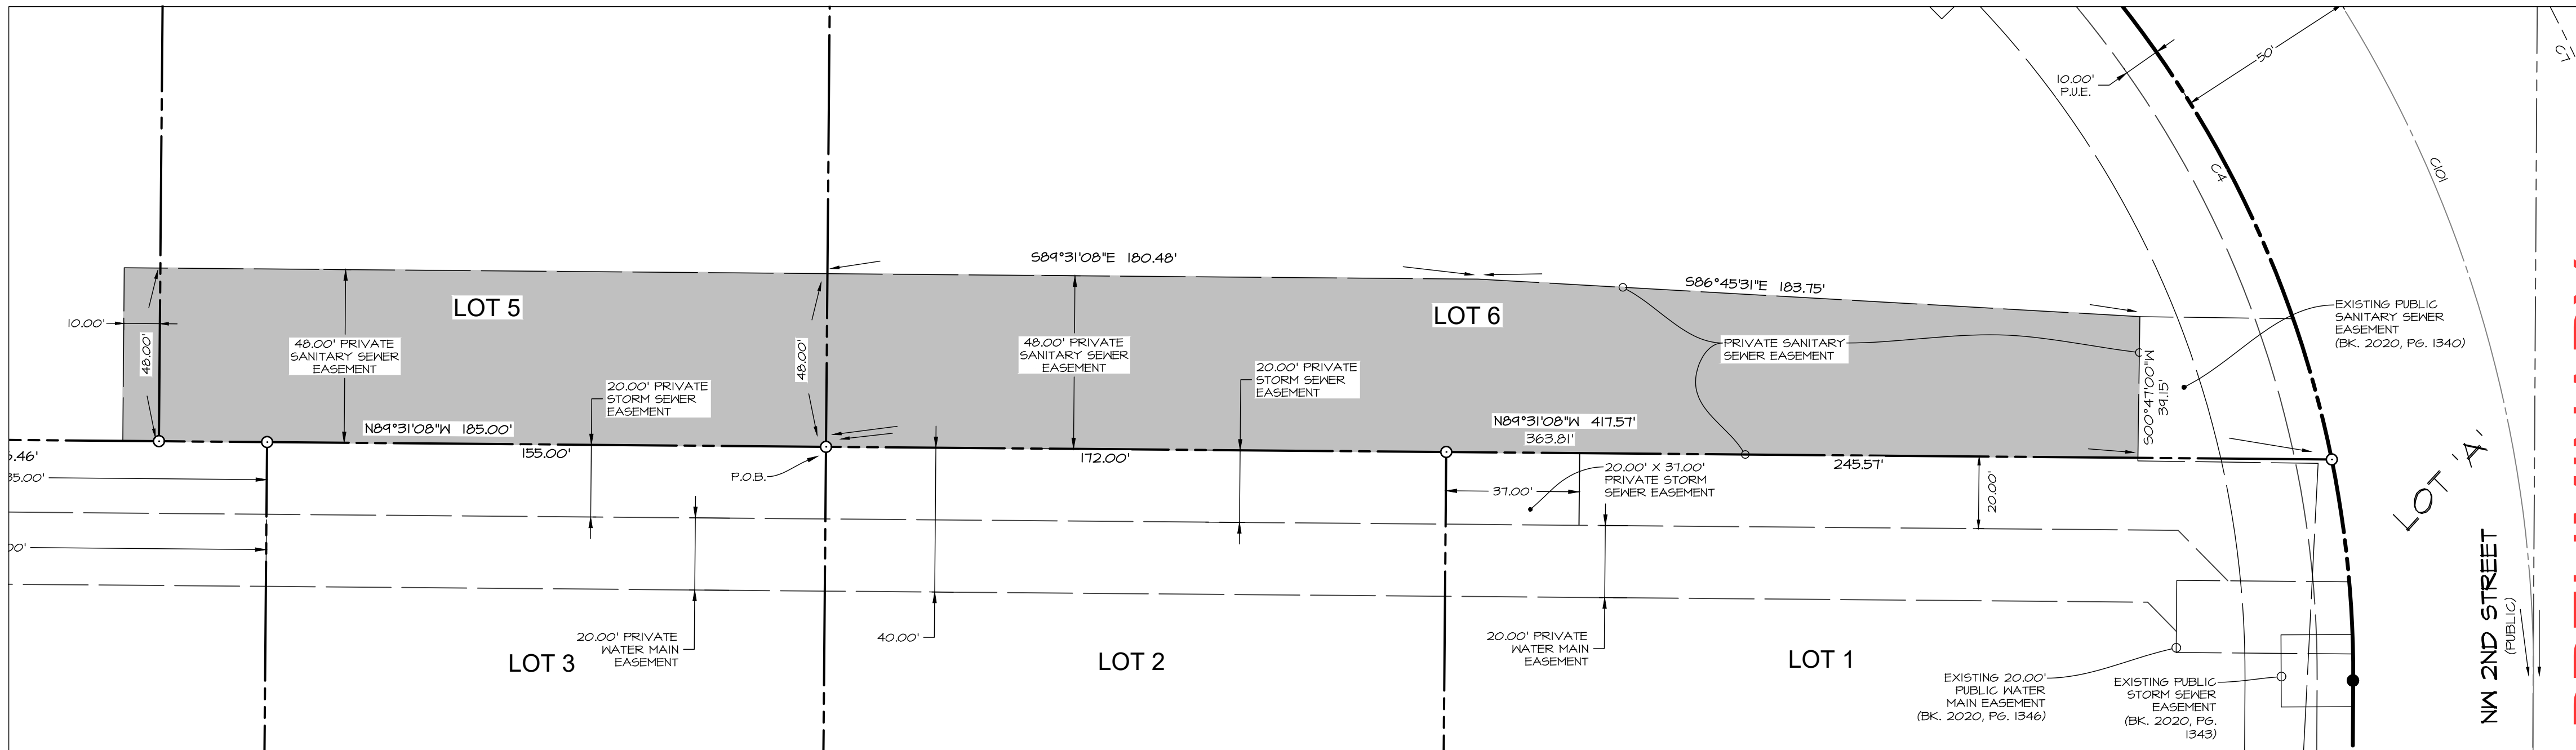 50'
C7
10.00'
P.U.E.
C4
C101
S89°31'08"E 180.48'
S86°45'31"E 183.75'
LOT 5
LOT 6
10.00'
48.00'
48.00' PRIVATE
SANITARY SEWER
EASEMENT
48.00'
48.00' PRIVATE
SANITARY SEWER
EASEMENT
PRIVATE SANITARY
SEWER EASEMENT
EXISTING PUBLIC
SANITARY SEWER
EASEMENT
(BK. 2020, PG. 1340)
20.00' PRIVATE
STORM SEWER
EASEMENT
20.00' PRIVATE
STORM SEWER
EASEMENT
S00°47'00"W
39.15'
N89°31'08"W 185.00'
N89°31'08"W 417.57'
363.81'
155.00'
172.00'
245.57'
P.O.B.
37.00'
20.00' X 37.00'
PRIVATE STORM
SEWER EASEMENT
20.00'
LOT 'A'
20.00' PRIVATE
WATER MAIN
EASEMENT
40.00'
20.00' PRIVATE
WATER MAIN
EASEMENT
LOT 3
LOT 2
LOT 1
EXISTING 20.00'
PUBLIC WATER
MAIN EASEMENT
(BK. 2020, PG. 1346)
EXISTING PUBLIC
STORM SEWER
EASEMENT
(BK. 2020, PG.
1343)
NW 2ND STREET
(PUBLIC)